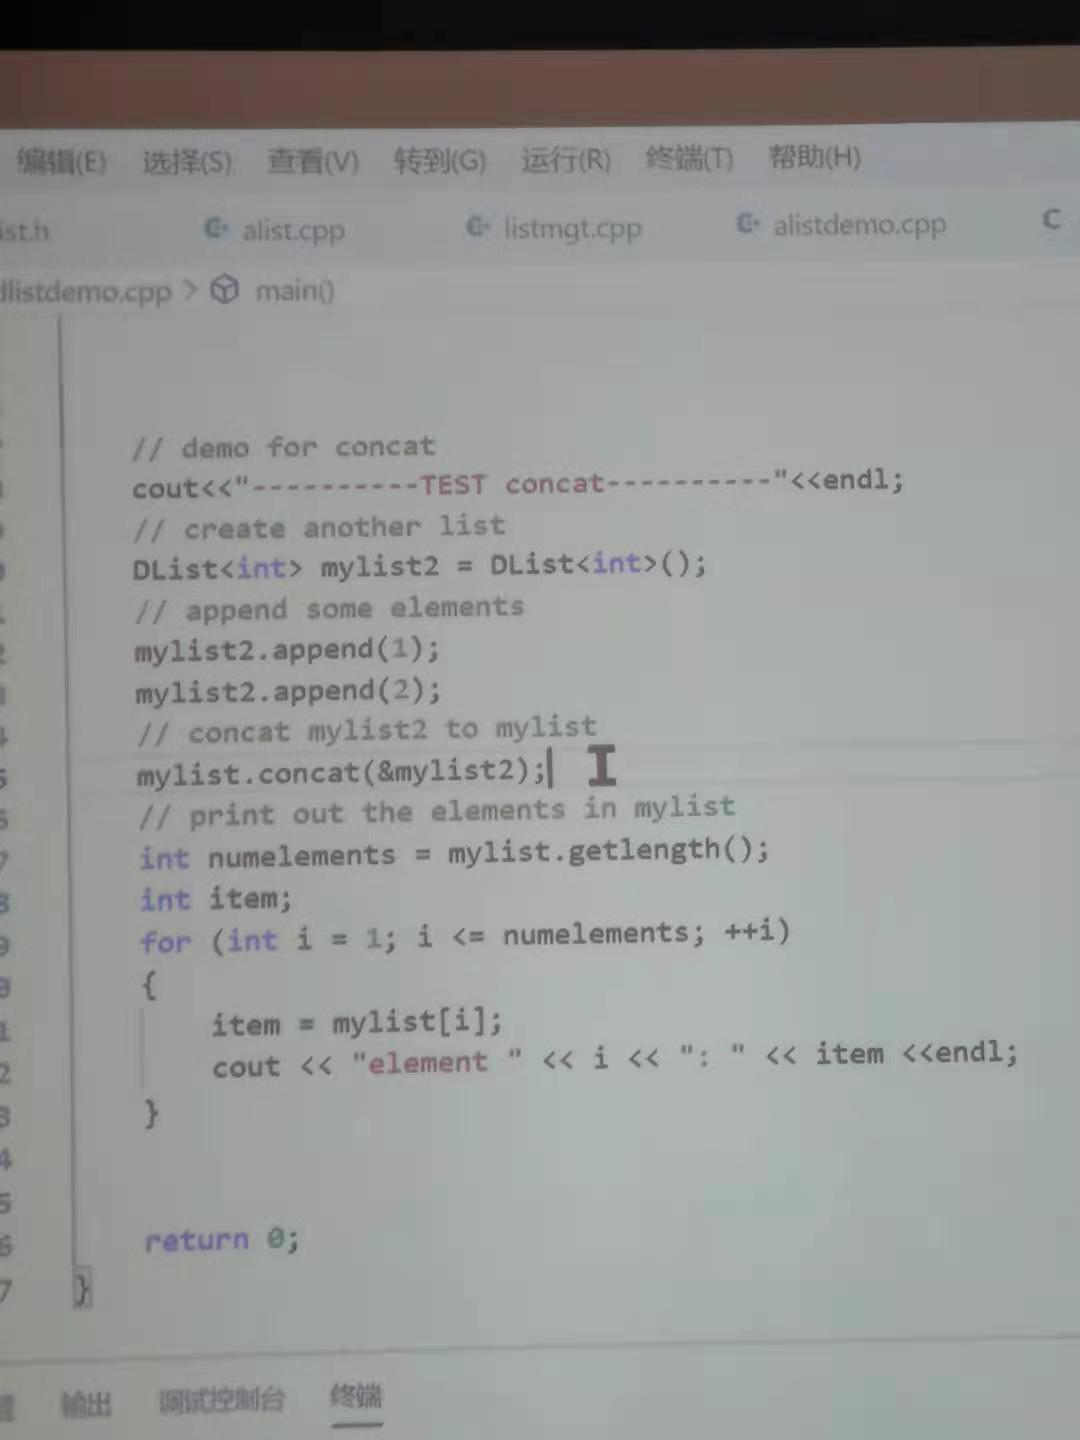 编辑(E) 选择(S) 查看(V) 转到(G) 运行(R) 终端(T) 帮助(H)
ist.h alist.cpp listmgt.cpp alistdemo.cpp
dlistdemo.cpp > main()
// demo for concat
cout<<"----------TEST concat----------"<<endl;
// create another list
DList<int> mylist2 = DList<int>();
// append some elements
mylist2.append(1);
mylist2.append(2);
// concat mylist2 to mylist
mylist.concat(&mylist2);
// print out the elements in mylist
int numelements = mylist.getlength();
int item;
for (int i = 1; i <= numelements; ++i)
{
item = mylist[i];
cout << "element " << i << ": " << item <<endl;
}
return 0;
}
输出 调试控制台 终端